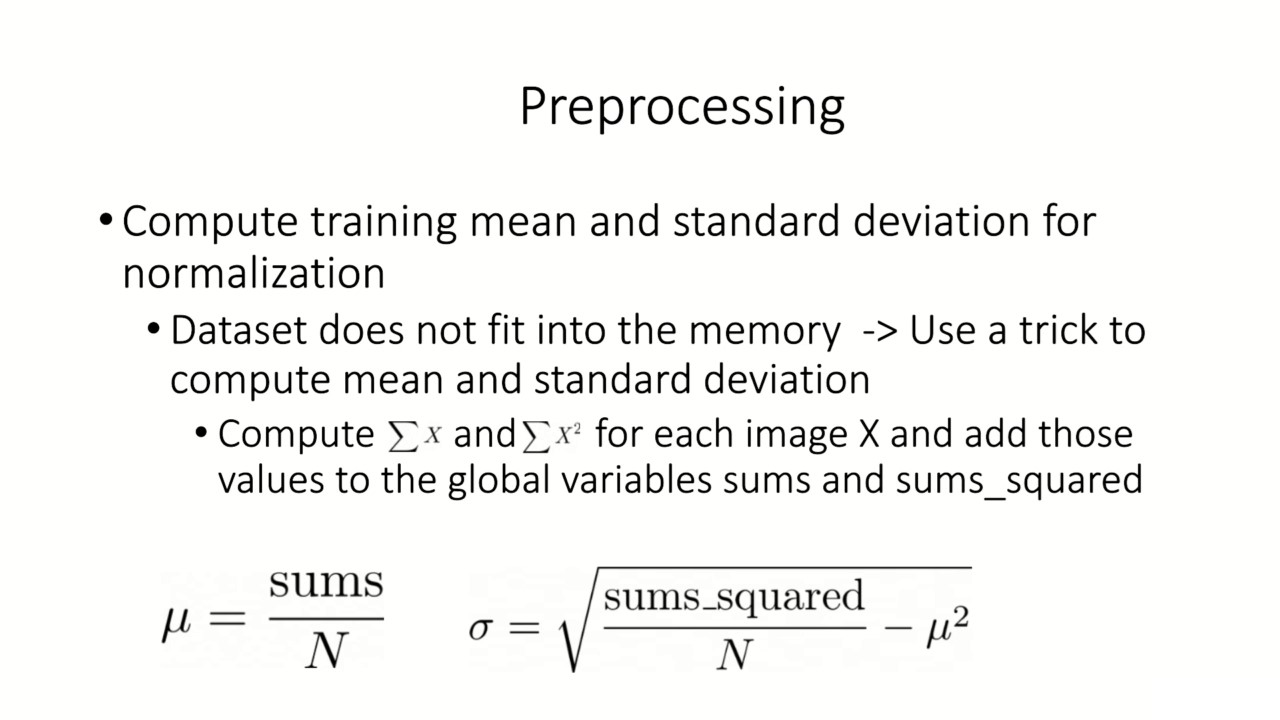 Preprocessing
• Compute training mean and standard deviation for
normalization
• Dataset does not fit into the memory -> Use a trick to
compute mean and standard deviation
• Compute ∑X and ∑X² for each image X and add those
values to the global variables sums and sums_squared
μ = sums / N
σ = √(sums_squared / N − μ²)